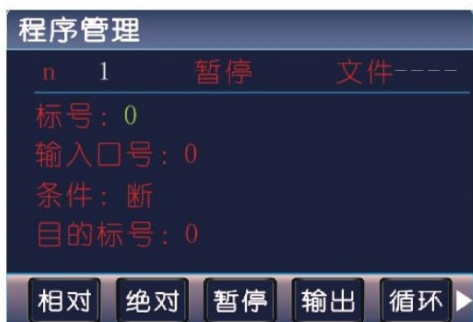 程序管理
n 1 暂停 文件----
标号: 0
输入口号: 0
条件: 断
目的标号: 0
相对 绝对 暂停 输出 循环